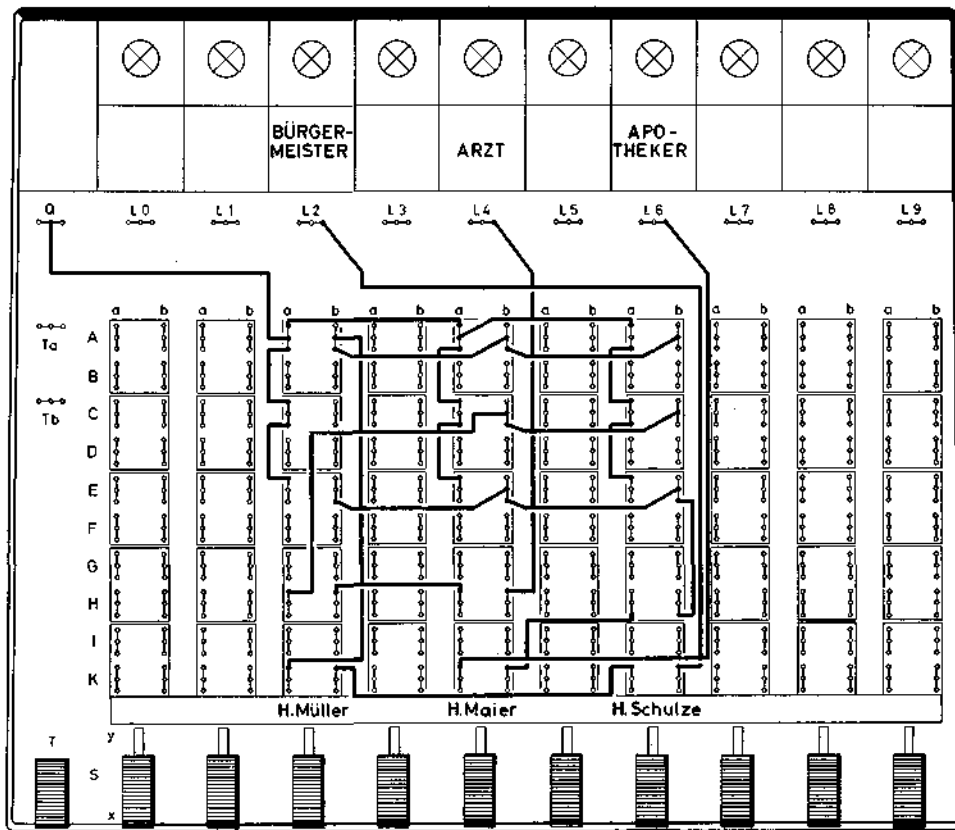 BÜRGER-
MEISTER
ARZT
APO-
THEKER
Q L0 L1 L2 L3 L4 L5 L6 L7 L8 L9
a b a b a b a b a b a b a b a b a b a b
Ta A
B
Tb C
D
E
F
G
H
I
K
H.Müller H.Maier H.Schulze
T y
S
x